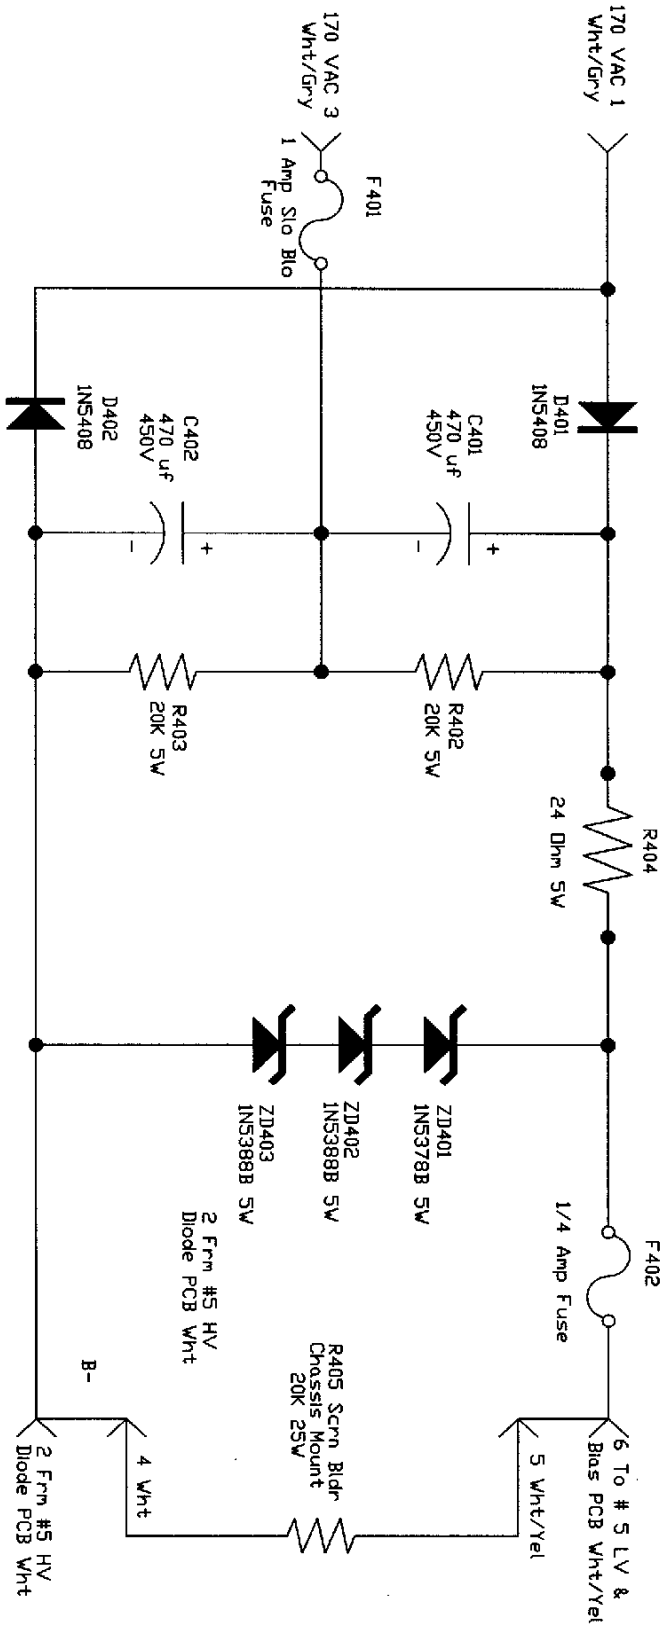 170 VAC 1
Wht/Gry
170 VAC 3
Wht/Gry
F401
1 Amp Slo Blo
Fuse
D401
1N5408
D402
1N5408
C401
470 uf
450V
+
-
C402
470 uf
450V
+
-
R402
20K 5W
R403
20K 5W
R404
24 Ohm 5W
ZD401
1N5378B 5W
ZD402
1N5388B 5W
ZD403
1N5388B 5W
2 Frm #5 HV
Diode PCB Wht
F402
1/4 Amp Fuse
R405 Scrn Bldr
Chassis Mount
20K 25W
B-
6 To # 5 LV &
Bias PCB Wht/Yel
5 Wht/Yel
4 Wht
2 Frm #5 HV
Diode PCB Wht